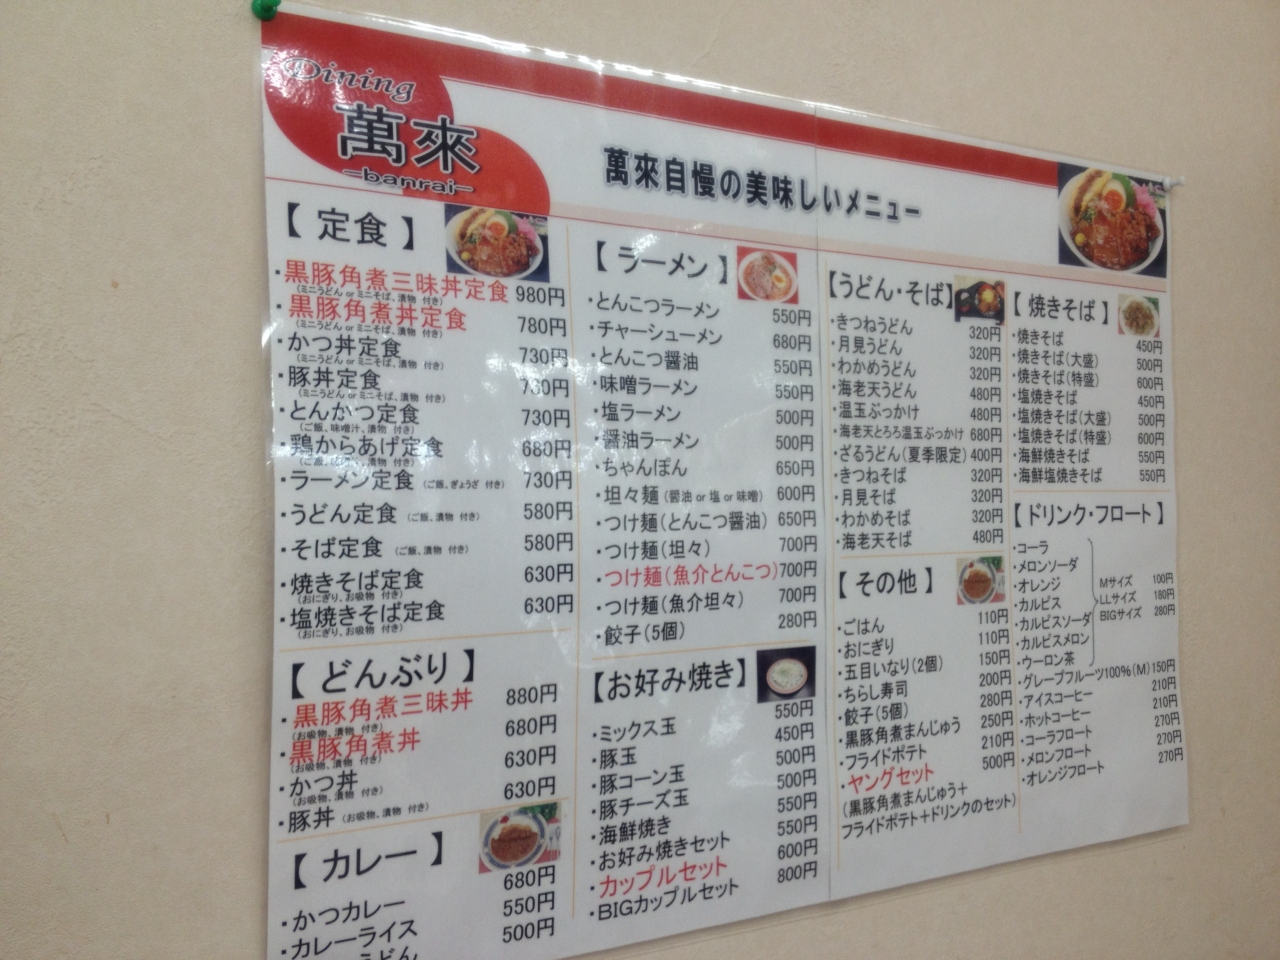 Dining
萬來
-banrai-
萬來自慢の美味しいメニュー
【 定食 】
・黒豚角煮三昧丼定食 980円
(ミニうどん or ミニそば、漬物 付き)
・黒豚角煮丼定食 780円
(ミニうどん or ミニそば、漬物 付き)
・かつ丼定食 730円
(ミニうどん or ミニそば、漬物 付き)
・豚丼定食 730円
(ミニうどん or ミニそば、漬物 付き)
・とんかつ定食 730円
(ご飯、味噌汁、漬物 付き)
・鶏からあげ定食 680円
(ご飯、味噌汁、漬物 付き)
・ラーメン定食 (ご飯、ぎょうざ 付き) 730円
・うどん定食 (ご飯、漬物 付き) 580円
・そば定食 (ご飯、漬物 付き) 580円
・焼きそば定食 630円
(おにぎり、お吸物 付き)
・塩焼きそば定食 630円
(おにぎり、お吸物 付き)
【 どんぶり 】
・黒豚角煮三昧丼 880円
(お吸物、漬物 付き)
・黒豚角煮丼 680円
(お吸物、漬物 付き)
・かつ丼 630円
(お吸物、漬物 付き)
・豚丼 (お吸物、漬物 付き) 630円
【 カレー 】
・かつカレー 680円
・カレーライス 550円
うどん 500円
【 ラーメン 】
・とんこつラーメン 550円
・チャーシューメン 680円
・とんこつ醤油 550円
・味噌ラーメン 550円
・塩ラーメン 500円
・醤油ラーメン 500円
・ちゃんぽん 650円
・坦々麺(醤油 or 塩 or 味噌) 600円
・つけ麺(とんこつ醤油) 650円
・つけ麺(坦々) 700円
・つけ麺(魚介とんこつ) 700円
・つけ麺(魚介坦々) 700円
・餃子(5個) 280円
【お好み焼き】
・ミックス玉 550円
・豚玉 450円
・豚コーン玉 500円
・豚チーズ玉 500円
・海鮮焼き 550円
・お好み焼きセット 550円
・カップルセット 600円
・BIGカップルセット 800円
【うどん・そば】
・きつねうどん 320円
・月見うどん 320円
・わかめうどん 320円
・海老天うどん 480円
・温玉ぶっかけ 480円
・海老天とろろ温玉ぶっかけ 680円
・ざるうどん(夏季限定) 400円
・きつねそば 320円
・月見そば 320円
・わかめそば 320円
・海老天そば 480円
【 その他 】
・ごはん 110円
・おにぎり 110円
・五目いなり(2個) 150円
・ちらし寿司 200円
・餃子(5個) 280円
・黒豚角煮まんじゅう 250円
・フライドポテト 210円
・ヤングセット 500円
(黒豚角煮まんじゅう+
フライドポテト+ドリンクのセット)
【 焼きそば 】
・焼きそば 450円
・焼きそば(大盛) 500円
・焼きそば(特盛) 600円
・塩焼きそば 450円
・塩焼きそば(大盛) 500円
・塩焼きそば(特盛) 600円
・海鮮焼きそば 550円
・海鮮塩焼きそば 550円
【 ドリンク・フロート 】
・コーラ
・メロンソーダ
・オレンジ
・カルピス
・カルピスソーダ
・カルピスメロン
・ウーロン茶
Mサイズ 100円
LLサイズ 180円
BIGサイズ 280円
・グレープフルーツ100%(M) 150円
・アイスコーヒー 210円
・ホットコーヒー 210円
・コーラフロート 270円
・メロンフロート 270円
・オレンジフロート 270円